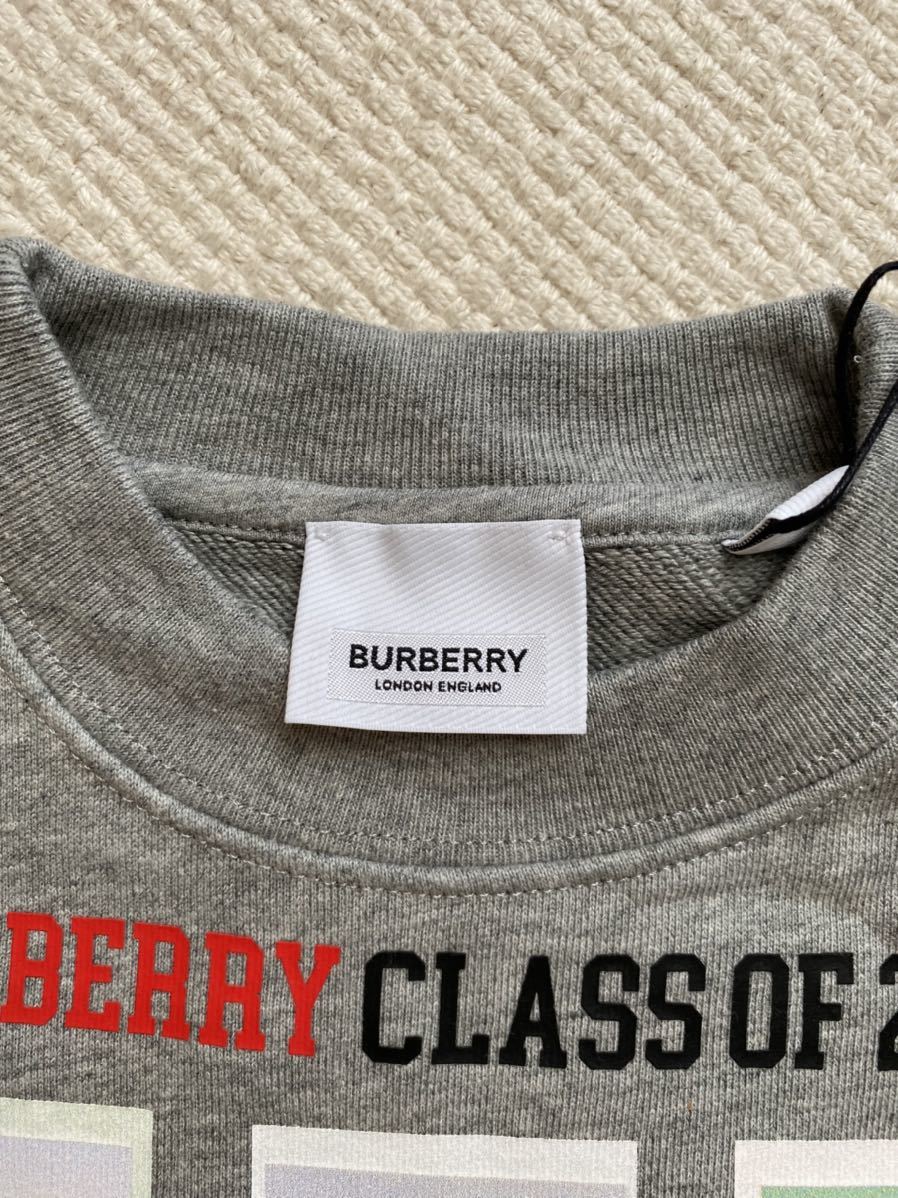 BURBERRY
LONDON ENGLAND
BERRY CLASS OF 2